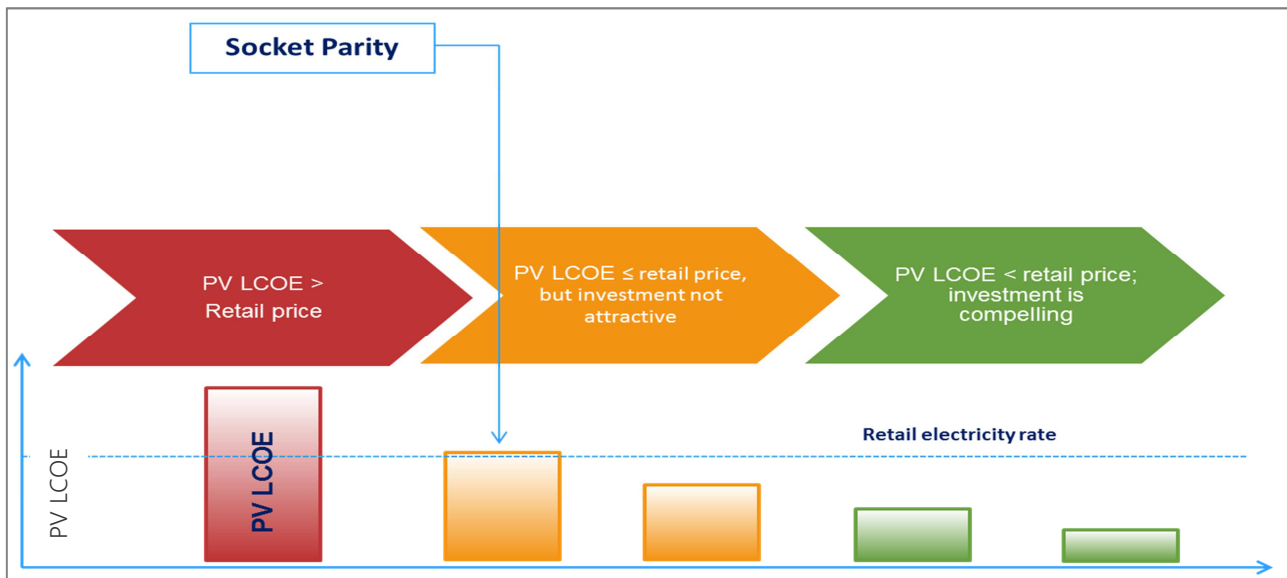 Socket Parity
PV LCOE >
Retail price
PV LCOE ≤ retail price,
but investment not
attractive
PV LCOE < retail price;
investment is
compelling
Retail electricity rate
PV LCOE
PV LCOE